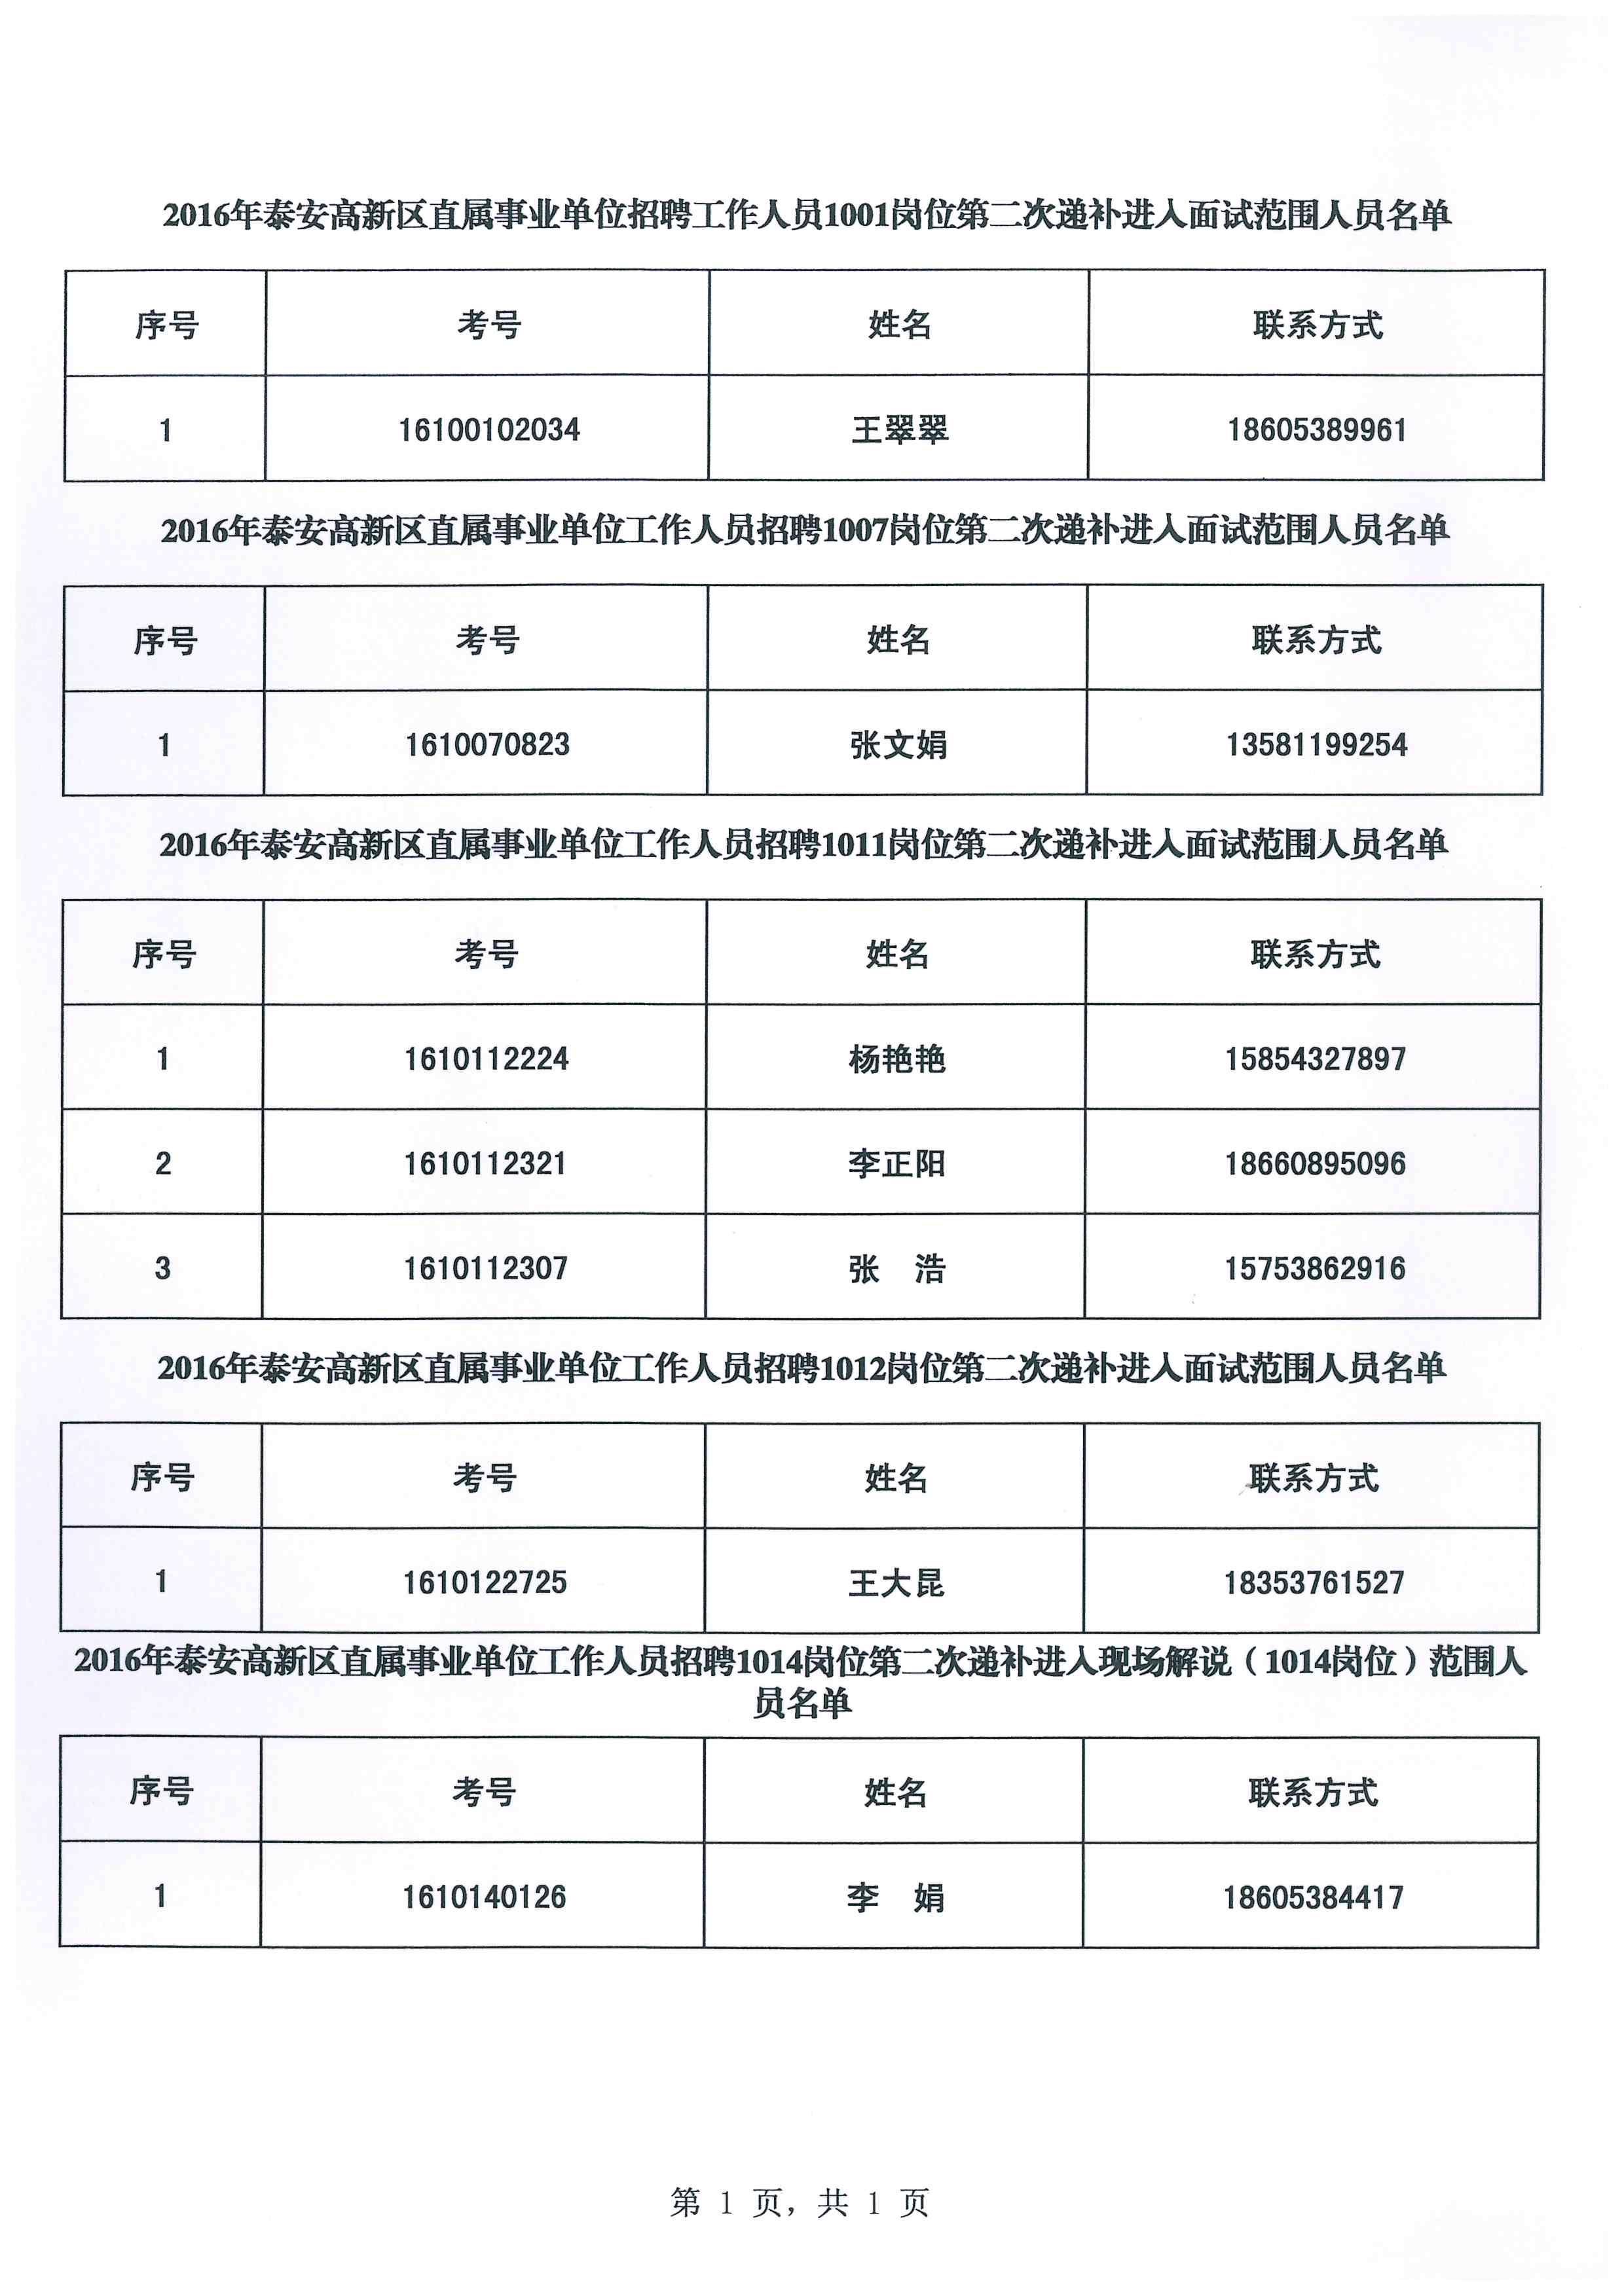 2016年泰安高新区直属事业单位招聘工作人员1001岗位第二次递补进入面试范围人员名单
序号 考号 姓名 联系方式
1 16100102034 王翠翠 18605389961
2016年泰安高新区直属事业单位工作人员招聘1007岗位第二次递补进入面试范围人员名单
序号 考号 姓名 联系方式
1 1610070823 张文娟 13581199254
2016年泰安高新区直属事业单位工作人员招聘1011岗位第二次递补进入面试范围人员名单
序号 考号 姓名 联系方式
1 1610112224 杨艳艳 15854327897
2 1610112321 李正阳 18660895096
3 1610112307 张　浩 15753862916
2016年泰安高新区直属事业单位工作人员招聘1012岗位第二次递补进入面试范围人员名单
序号 考号 姓名 联系方式
1 1610122725 王大昆 18353761527
2016年泰安高新区直属事业单位工作人员招聘1014岗位第二次递补进入现场解说（1014岗位）范围人
员名单
序号 考号 姓名 联系方式
1 1610140126 李　娟 18605384417
第 1 页，共 1 页